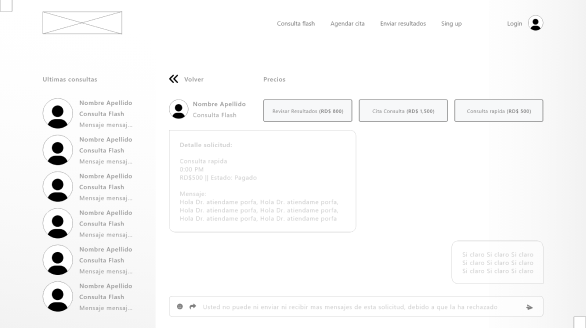 Consulta flash
Agendar cita
Enviar resultados
Sing up
Login
Ultimas consultas
Volver
Precios
Nombre Apellido
Consulta Flash
Mensaje mensaj...
Nombre Apellido
Consulta Flash
Mensaje mensaj...
Nombre Apellido
Consulta Flash
Mensaje mensaj...
Nombre Apellido
Consulta Flash
Mensaje mensaj...
Nombre Apellido
Consulta Flash
Mensaje mensaj...
Nombre Apellido
Consulta Flash
Mensaje mensaj...
Nombre Apellido
Consulta Flash
Revisar Resultados (RD$ 800)
Cita Consulta (RD$ 1,500)
Consulta rapida (RD$ 500)
Detalle solicitud:
Consulta rapida
0:00 PM
RD$500 || Estado: Pagado
Mensaje:
Hola Dr. atiendame porfa, Hola Dr. atiendame porfa,
Hola Dr. atiendame porfa, Hola Dr. atiendame porfa,
Hola Dr. atiendame porfa, Hola Dr. atiendame porfa,
Si claro Si claro Si claro
Si claro Si claro Si claro
Si claro Si claro Si claro
Usted no puede ni enviar ni recibir mas mensajes de esta solicitud, debido a que la he rechazado